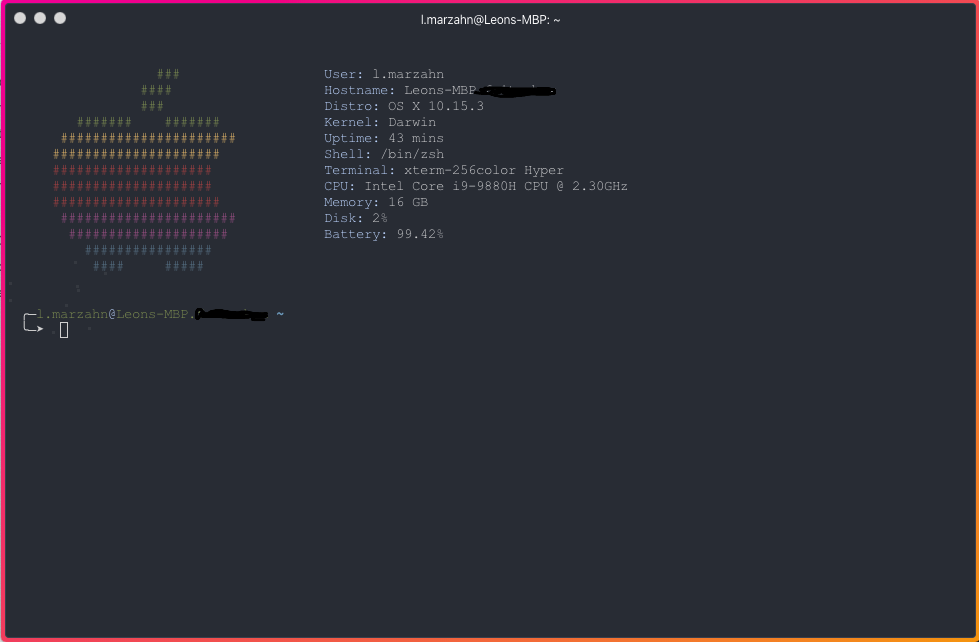 l.marzahn@Leons-MBP: ~
User: l.marzahn
Hostname: Leons-MBP
Distro: OS X 10.15.3
Kernel: Darwin
Uptime: 43 mins
Shell: /bin/zsh
Terminal: xterm-256color Hyper
CPU: Intel Core i9-9880H CPU @ 2.30GHz
Memory: 16 GB
Disk: 2%
Battery: 99.42%
l.marzahn@Leons-MBP. ~